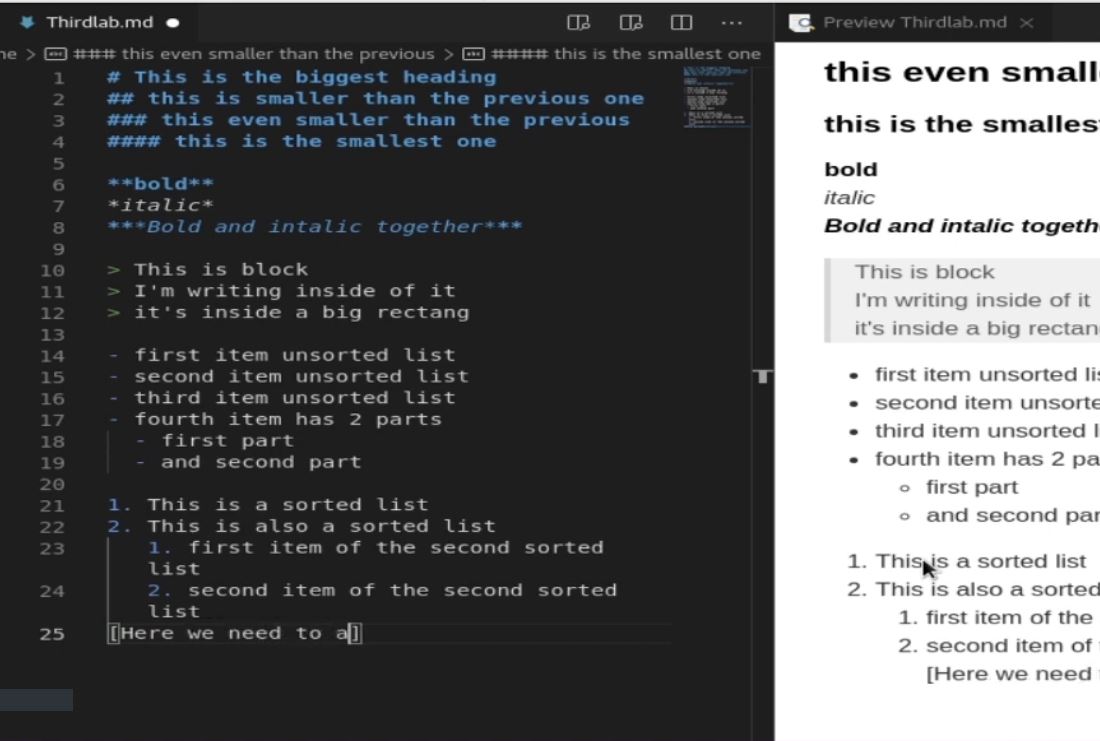 Thirdlab.md
ne > ### this even smaller than the previous > #### this is the smallest one
1 # This is the biggest heading
2 ## this is smaller than the previous one
3 ### this even smaller than the previous
4 #### this is the smallest one
5
6 **bold**
7 *italic*
8 ***Bold and intalic together***
9
10 > This is block
11 > I'm writing inside of it
12 > it's inside a big rectang
13
14 - first item unsorted list
15 - second item unsorted list
16 - third item unsorted list
17 - fourth item has 2 parts
18 - first part
19 - and second part
20
21 1. This is a sorted list
22 2. This is also a sorted list
23 1. first item of the second sorted
list
24 2. second item of the second sorted
list
25 [Here we need to a]
Preview Thirdlab.md
this even small
this is the smalles
bold
italic
Bold and intalic togeth
This is block
I'm writing inside of it
it's inside a big rectan
• first item unsorted lis
• second item unsorte
• third item unsorted l
• fourth item has 2 pa
◦ first part
◦ and second par
1. This is a sorted list
2. This is also a sorted
1. first item of the
2. second item of
[Here we need